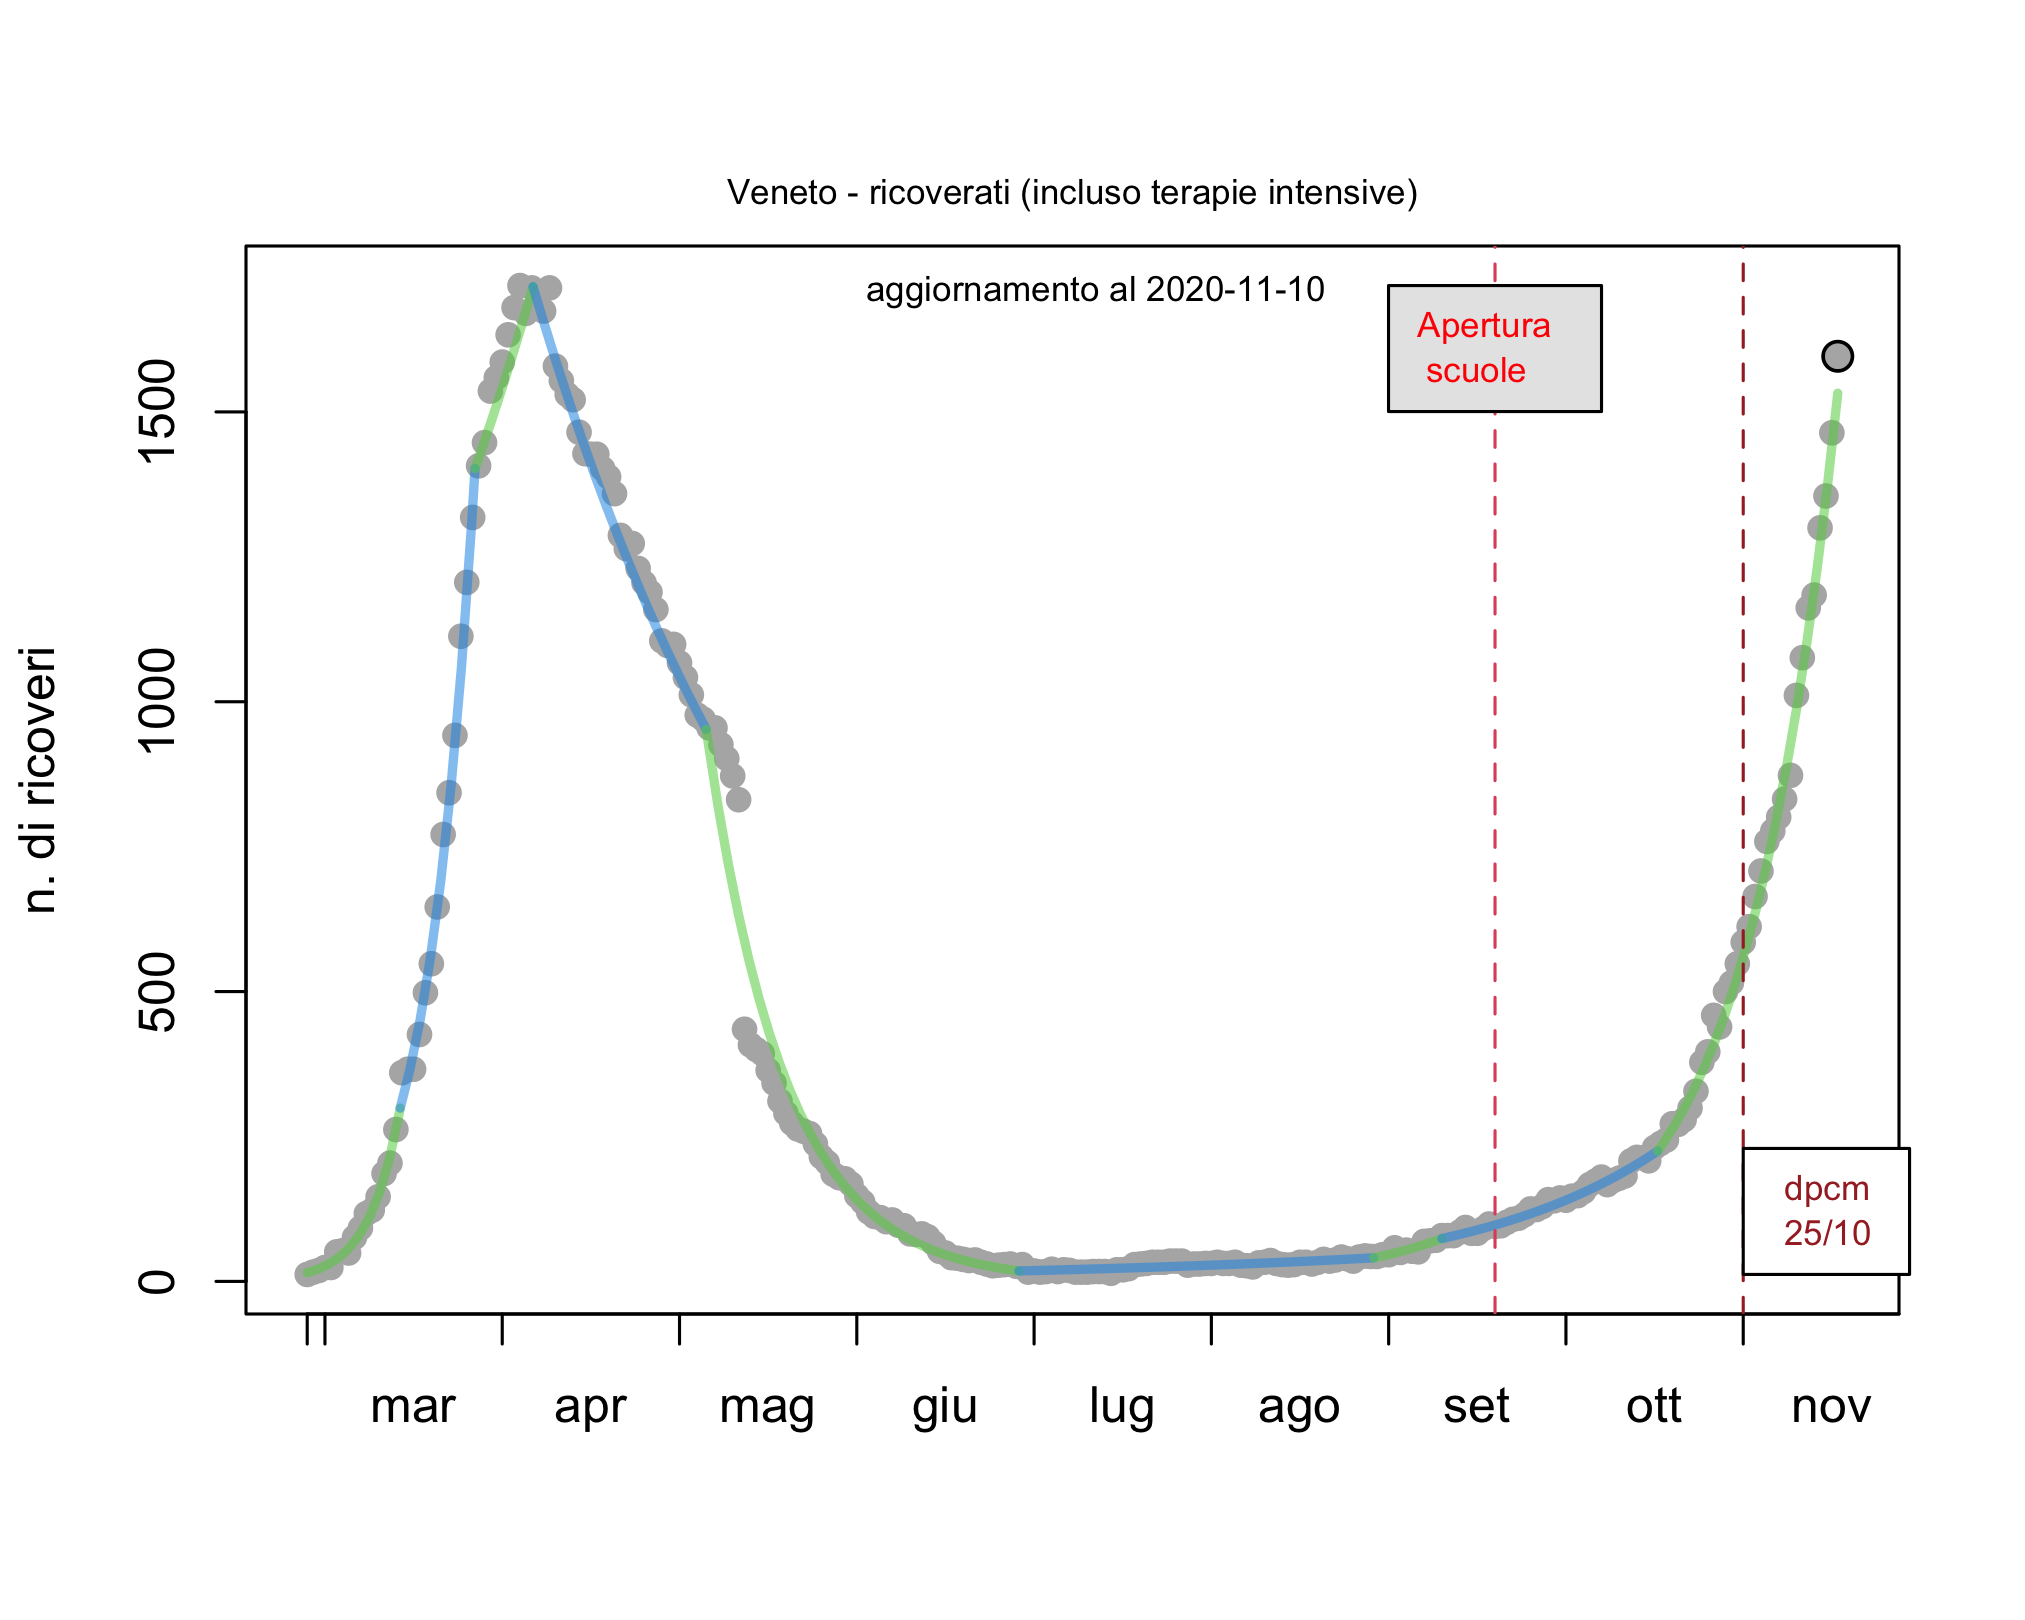 Veneto - ricoverati (incluso terapie intensive)
aggiornamento al 2020-11-10
Apertura
scuole
n. di ricoveri
1500
1000
500
0
dpcm
25/10
mar apr mag giu lug ago set ott nov